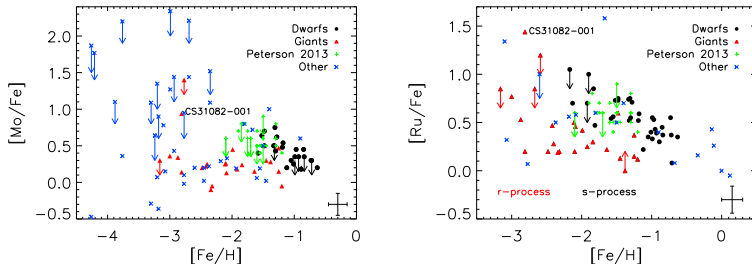 Dwarfs
Giants
Peterson 2013
Other
CS31082-001
[Mo/Fe]
2.0
1.5
1.0
0.5
0.0
−0.5
−4
−3
−2
−1
0
[Fe/H]
Dwarfs
Giants
Peterson 2013
Other
CS31082-001
[Ru/Fe]
1.5
1.0
0.5
0.0
−0.5
r-process
s-process
−3
−2
−1
0
[Fe/H]